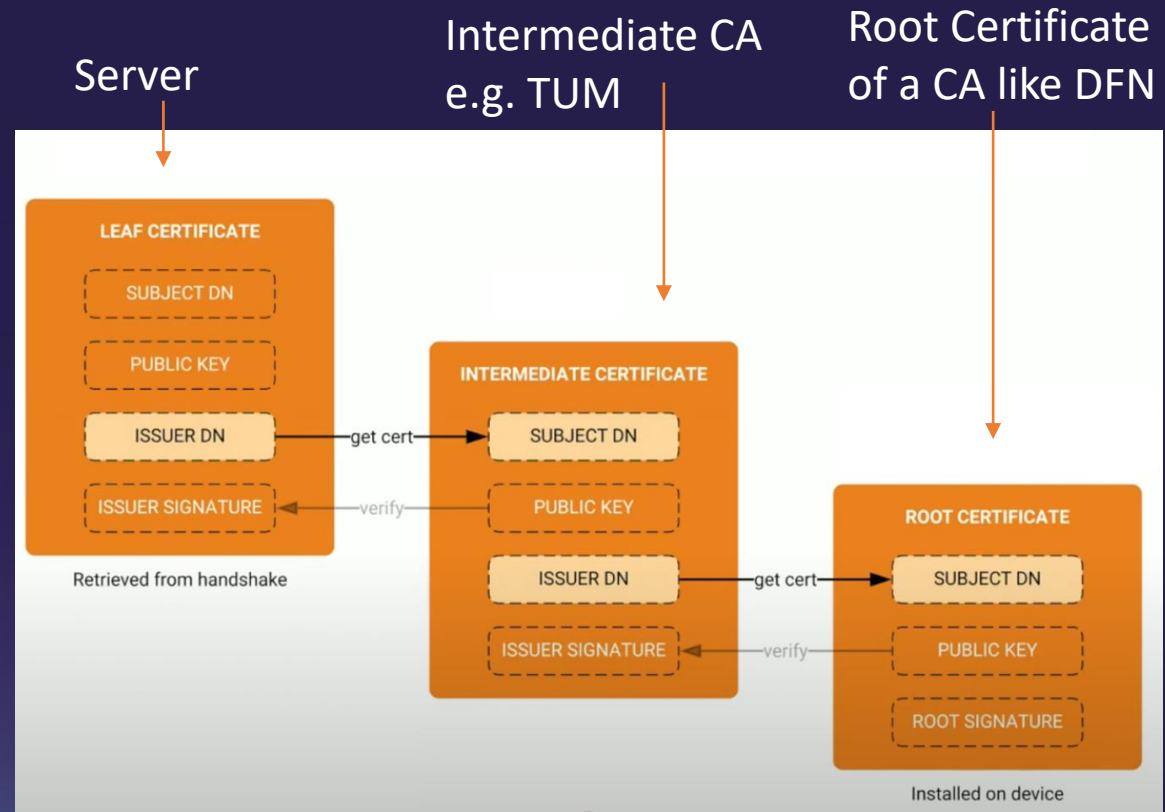 Server
Intermediate CA
e.g. TUM
Root Certificate
of a CA like DFN
LEAF CERTIFICATE
SUBJECT DN
PUBLIC KEY
ISSUER DN
ISSUER SIGNATURE
Retrieved from handshake
get cert
verify
INTERMEDIATE CERTIFICATE
SUBJECT DN
PUBLIC KEY
ISSUER DN
ISSUER SIGNATURE
get cert
verify
ROOT CERTIFICATE
SUBJECT DN
PUBLIC KEY
ROOT SIGNATURE
Installed on device